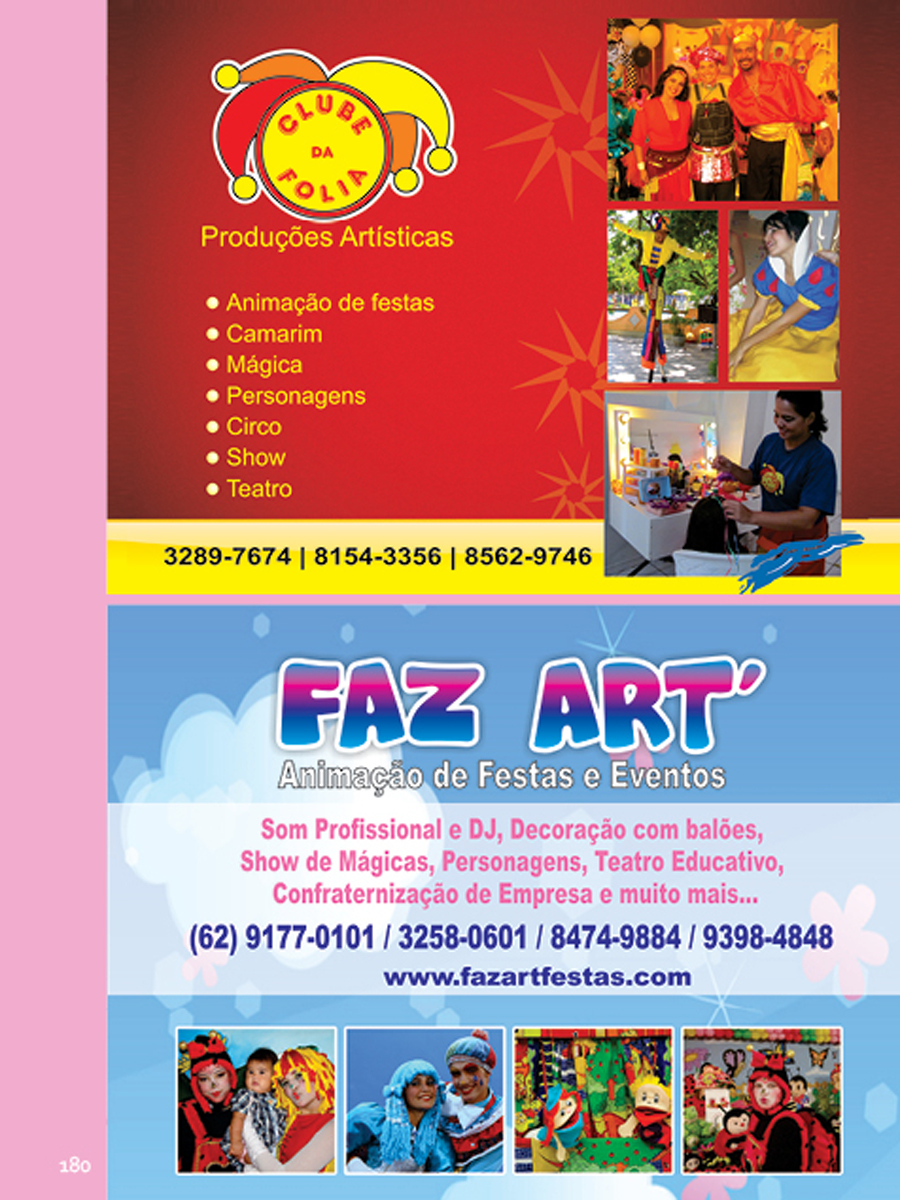 CLUBE
DA
FOLIA
Produções Artísticas
Animação de festas
Camarim
Mágica
Personagens
Circo
Show
Teatro
3289-7674 | 8154-3356 | 8562-9746
FAZ ART'
Animação de Festas e Eventos
Som Profissional e DJ, Decoração com balões,
Show de Mágicas, Personagens, Teatro Educativo,
Confraternização de Empresa e muito mais...
(62) 9177-0101 / 3258-0601 / 8474-9884 / 9398-4848
www.fazartfestas.com
180